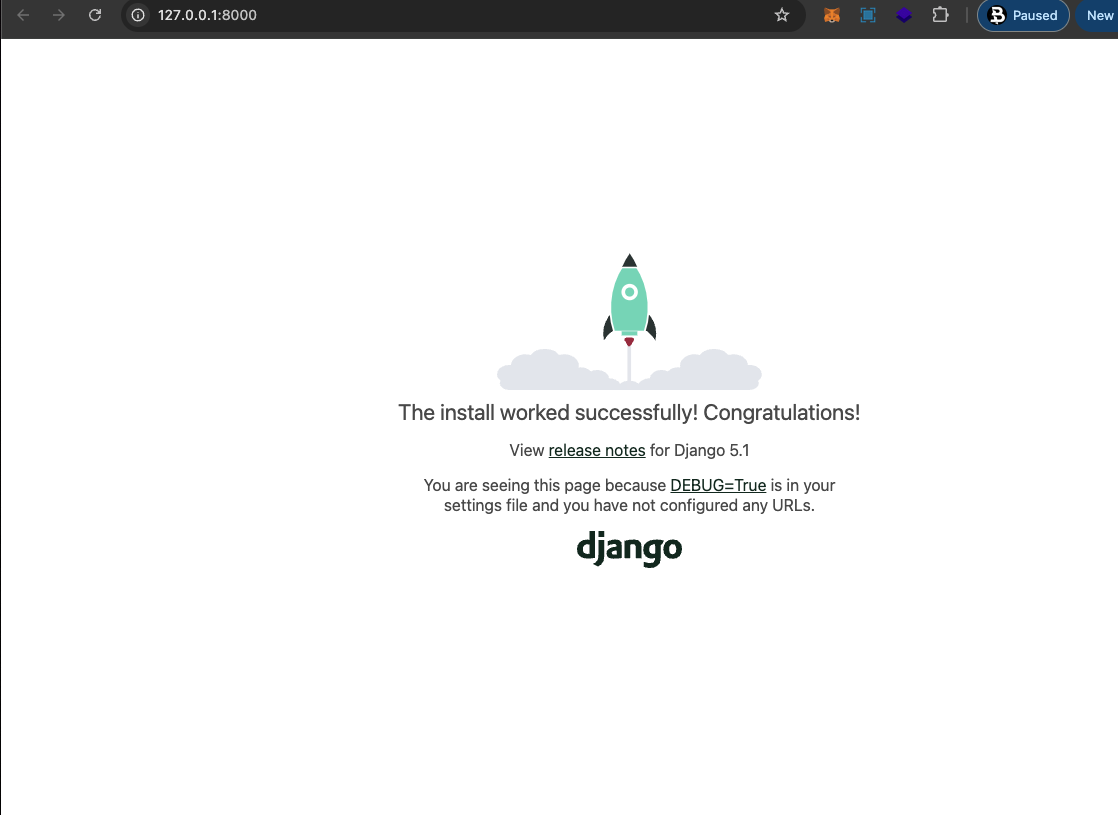 127.0.0.1:8000
Paused
New
The install worked successfully! Congratulations!
View release notes for Django 5.1
You are seeing this page because DEBUG=True is in your
settings file and you have not configured any URLs.
django